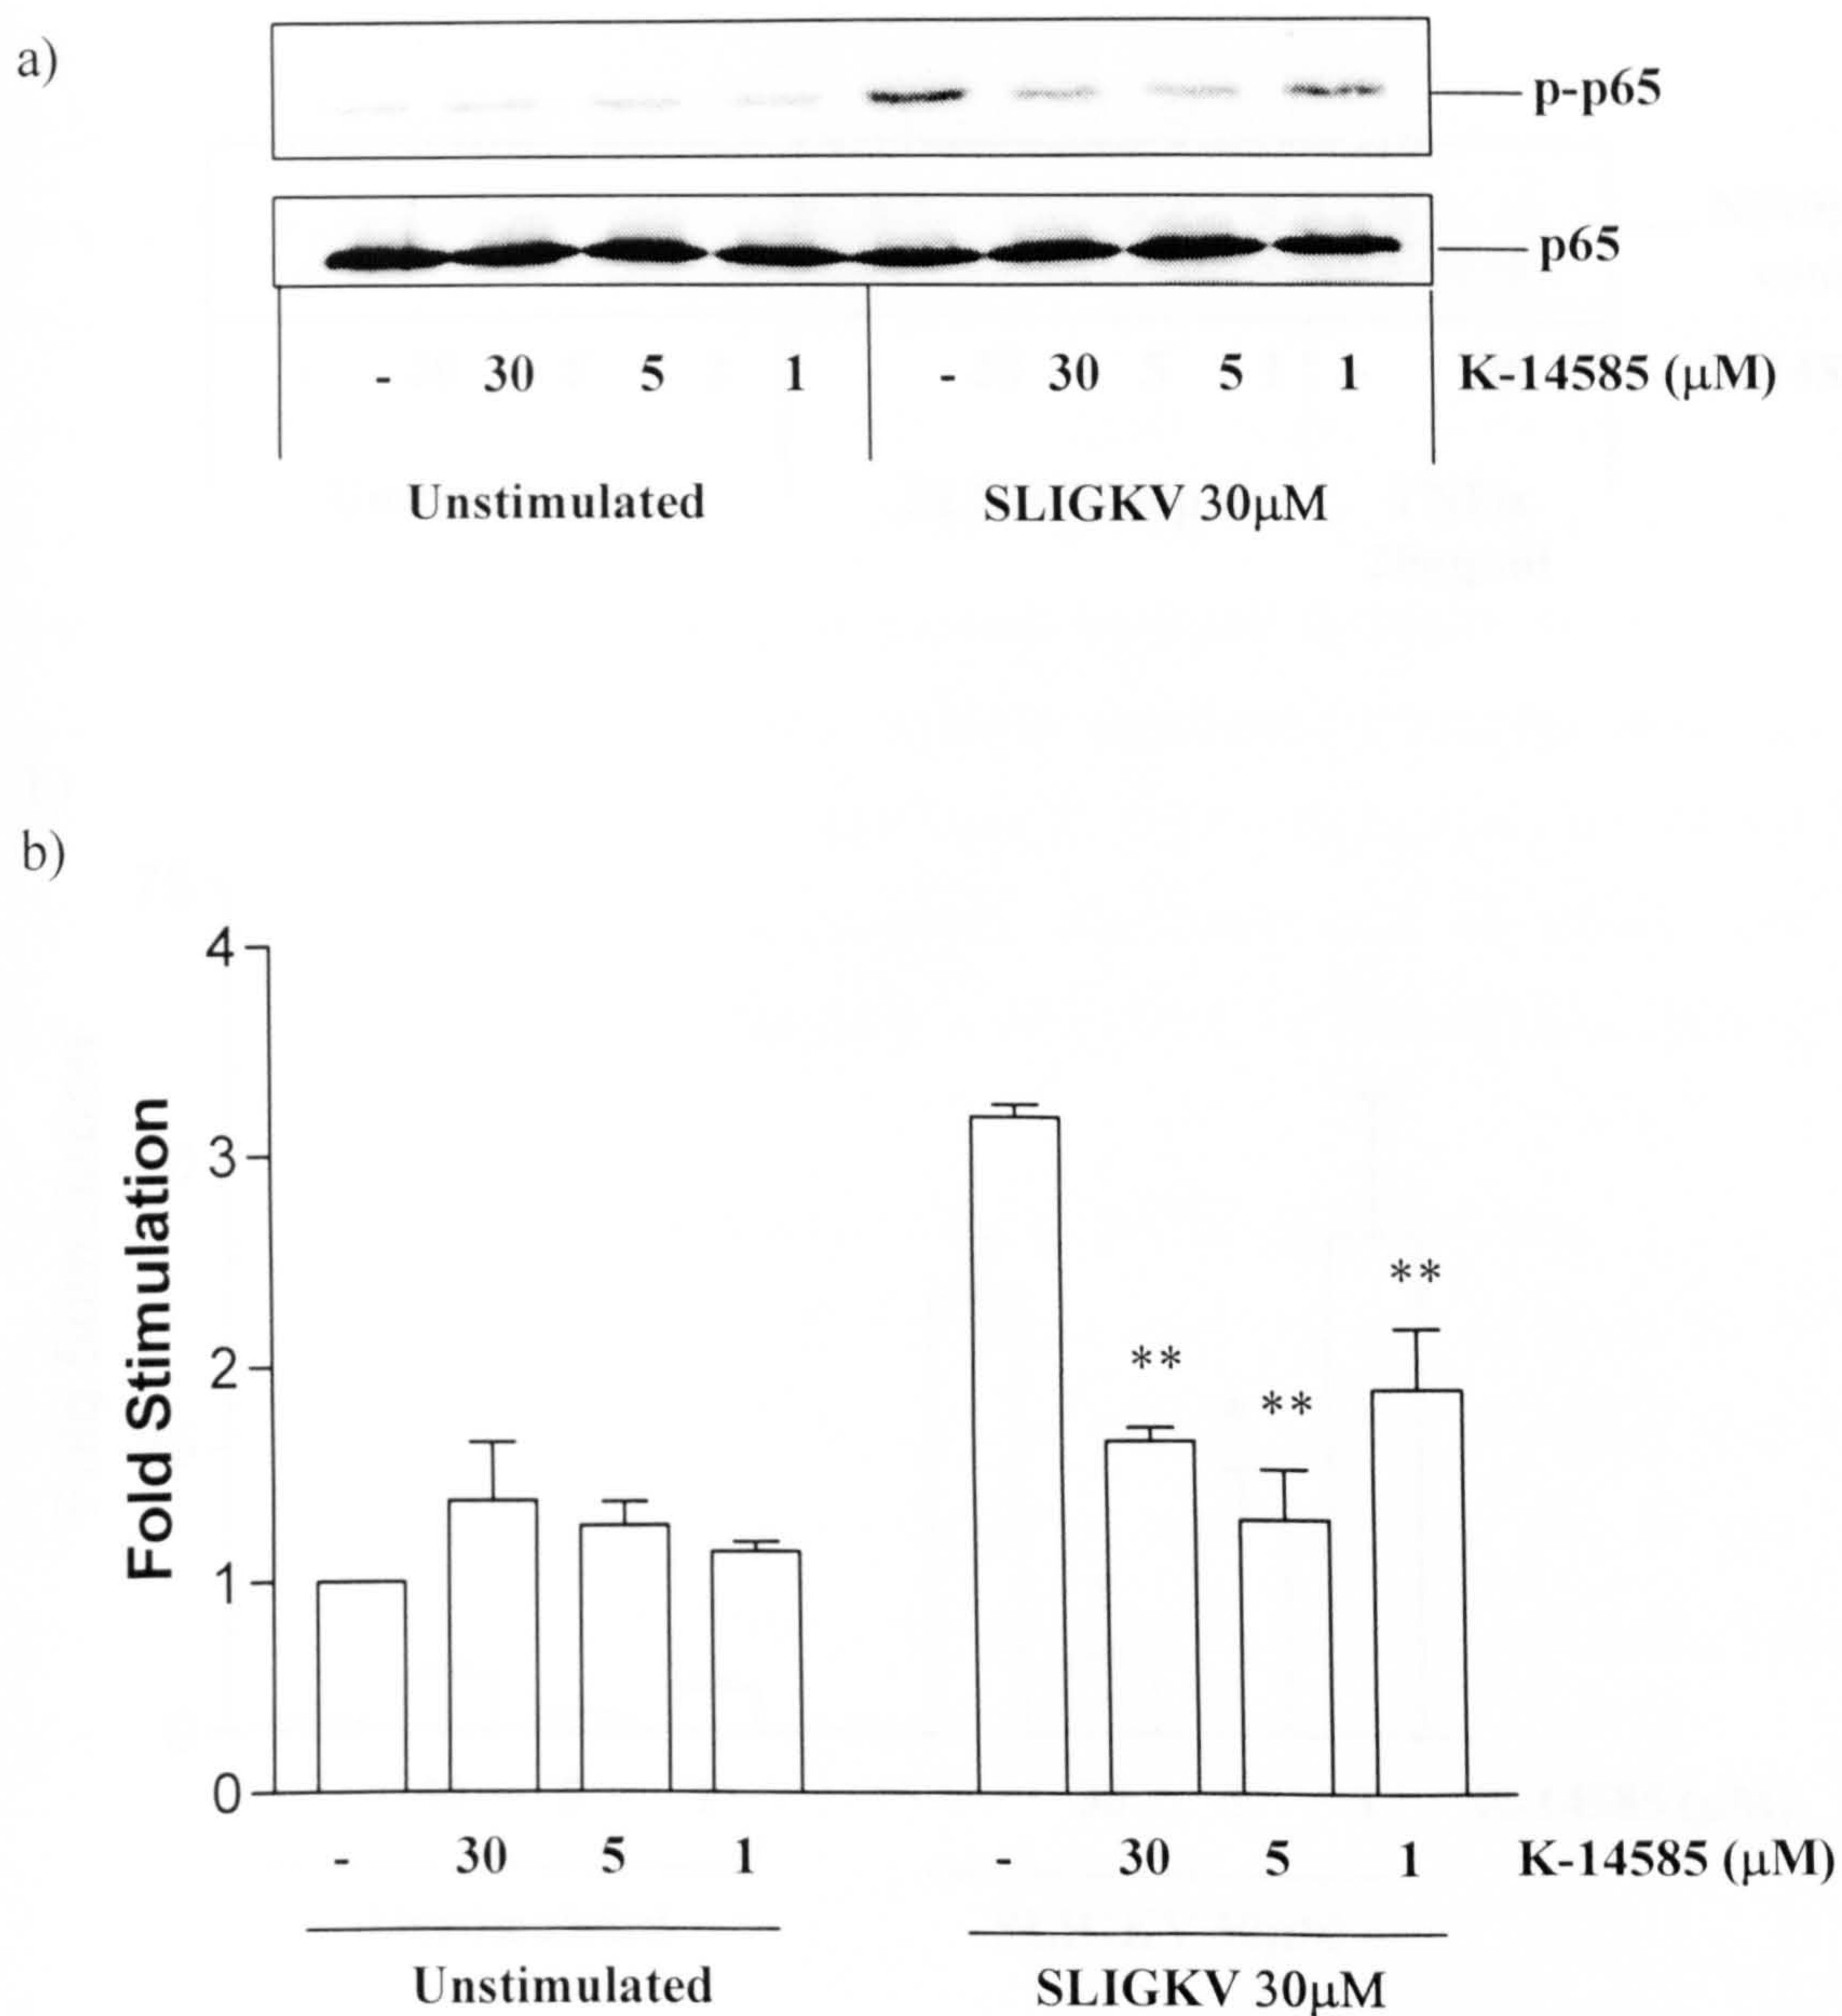 a)
p-p65
p65
- 30 5 1 - 30 5 1 K-14585 (μM)
Unstimulated SLIGKV 30μM
b)
4
3
2
1
0
Fold Stimulation
**
**
**
- 30 5 1 - 30 5 1 K-14585 (μM)
Unstimulated SLIGKV 30μM